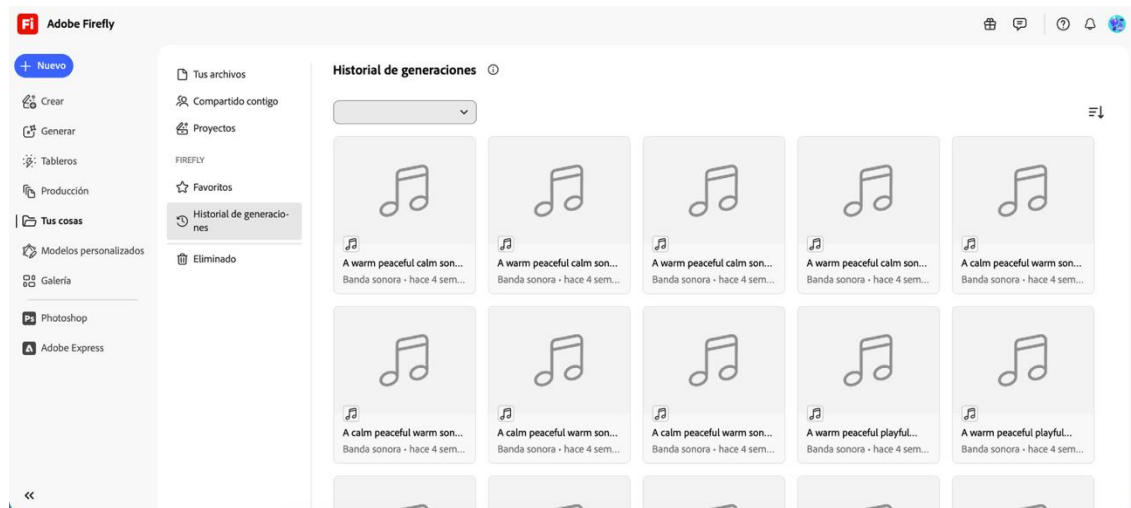 Fi Adobe Firefly
+ Nuevo
Crear
Generar
Tableros
Producción
Tus cosas
Modelos personalizados
Galería
Ps Photoshop
Adobe Express
Tus archivos
Compartido contigo
Proyectos
FIREFLY
Favoritos
Historial de generacio-
nes
Eliminado
Historial de generaciones
A warm peaceful calm son...
Banda sonora • hace 4 sem...
A warm peaceful calm son...
Banda sonora • hace 4 sem...
A warm peaceful calm son...
Banda sonora • hace 4 sem...
A warm peaceful calm son...
Banda sonora • hace 4 sem...
A calm peaceful warm son...
Banda sonora • hace 4 sem...
A calm peaceful warm son...
Banda sonora • hace 4 sem...
A calm peaceful warm son...
Banda sonora • hace 4 sem...
A calm peaceful warm son...
Banda sonora • hace 4 sem...
A warm peaceful playful...
Banda sonora • hace 4 sem...
A warm peaceful playful...
Banda sonora • hace 4 sem...